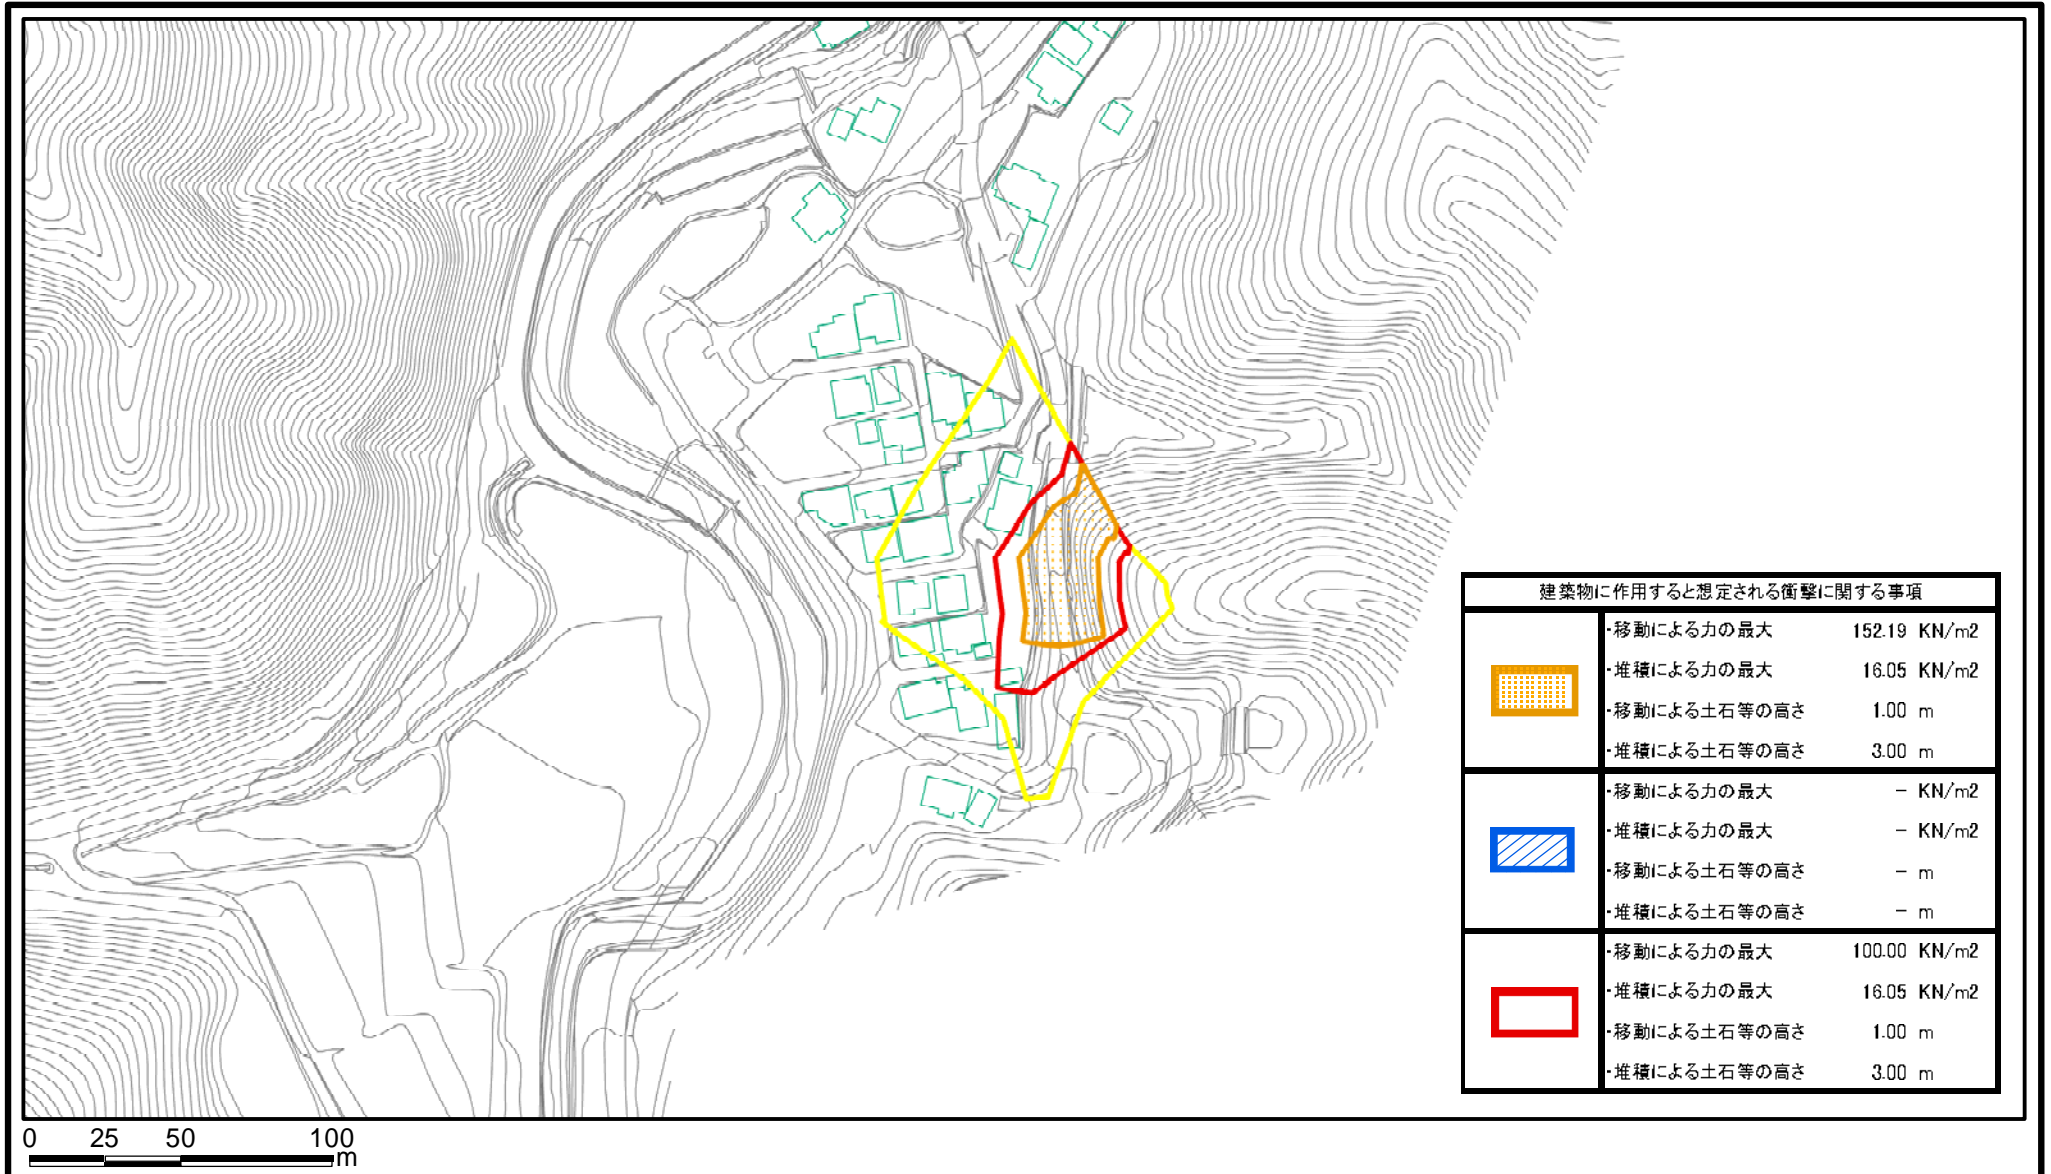 建築物に作用すると想定される衝撃に関する事項
・移動による力の最大 152.19 KN/m2
・堆積による力の最大 16.05 KN/m2
・移動による土石等の高さ 1.00 m
・堆積による土石等の高さ 3.00 m
・移動による力の最大 － KN/m2
・堆積による力の最大 － KN/m2
・移動による土石等の高さ － m
・堆積による土石等の高さ － m
・移動による力の最大 100.00 KN/m2
・堆積による力の最大 16.05 KN/m2
・移動による土石等の高さ 1.00 m
・堆積による土石等の高さ 3.00 m
0 25 50 100
m